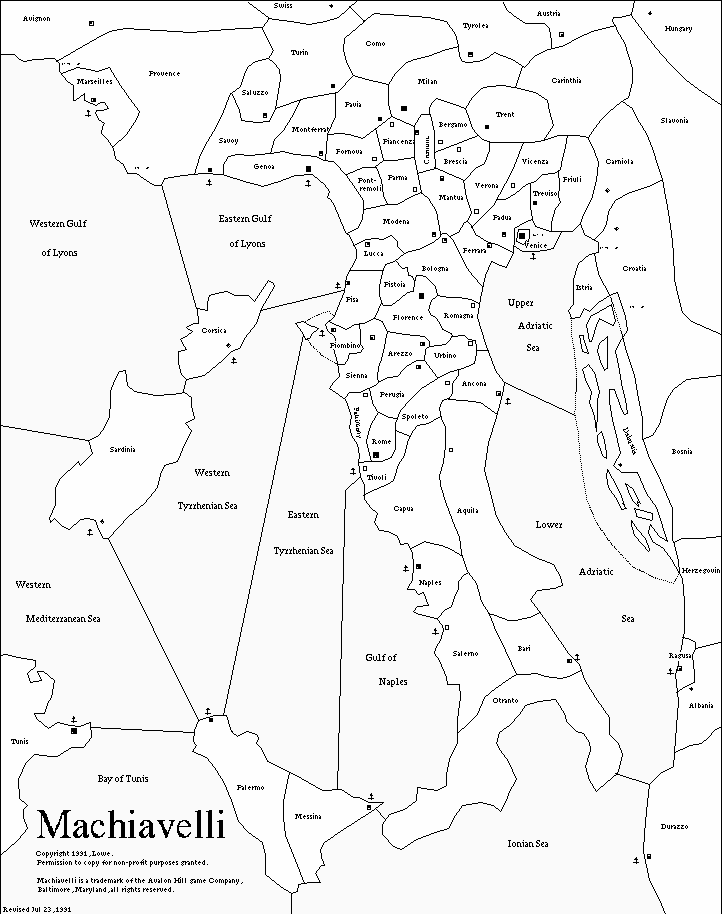 Swiss
Avignon
Austria
Tyrolea
Hungary
Como
Turin
Provence
Marseilles
Milan
Carinthia
Saluzzo
Pavia
Trent
Slavonia
Bergamo
Montferrat
Savoy
Piacenza
Cremona
Fornova
Brescia
Vicenza
Carniola
Genoa
Pont-
remoli
Parma
Verona
Treviso
Friuli
Mantua
Western Gulf
of Lyons
Eastern Gulf
of Lyons
Modena
Padua
Venice
Ferrara
Lucca
Bologna
Croatia
Pistoia
Istria
Pisa
Upper
Adriatic
Sea
Florence
Romagna
Corsica
Piombino
Arezzo
Urbino
Sienna
Ancona
Perugia
Spoleto
Patrimony
Rome
Dalmatia
Sardinia
Bosnia
Tivoli
Western
Tyrrhenian Sea
Capua
Aquila
Eastern
Tyrrhenian Sea
Lower
Adriatic
Sea
Herzegovin
Western
Mediterranean Sea
Naples
Salerno
Bari
Ragusa
Gulf of
Naples
Otranto
Albania
Tunis
Bay of Tunis
Palermo
Messina
Durazzo
Ionian Sea
Machiavelli
Copyright 1991, Lowe.
Permission to copy for non-profit purposes granted.
Machiavelli is a trademark of the Avalon Hill game Company,
Baltimore, Maryland, all rights reserved.
Revised Jul 23, 1991